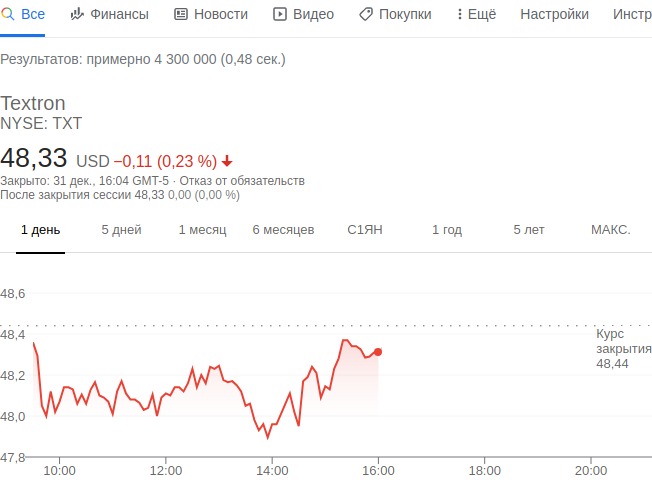 Все Финансы Новости Видео Покупки Ещё Настройки Инстр
Результатов: примерно 4 300 000 (0,48 сек.)
Textron
NYSE: TXT
48,33 USD −0,11 (0,23 %)
Закрыто: 31 дек., 16:04 GMT-5 · Отказ от обязательств
После закрытия сессии 48,33 0,00 (0,00 %)
1 день 5 дней 1 месяц 6 месяцев С1ЯН 1 год 5 лет МАКС.
48,6
48,4
48,2
48,0
47,8
Курс
закрытия
48,44
10:00 12:00 14:00 16:00 18:00 20:00